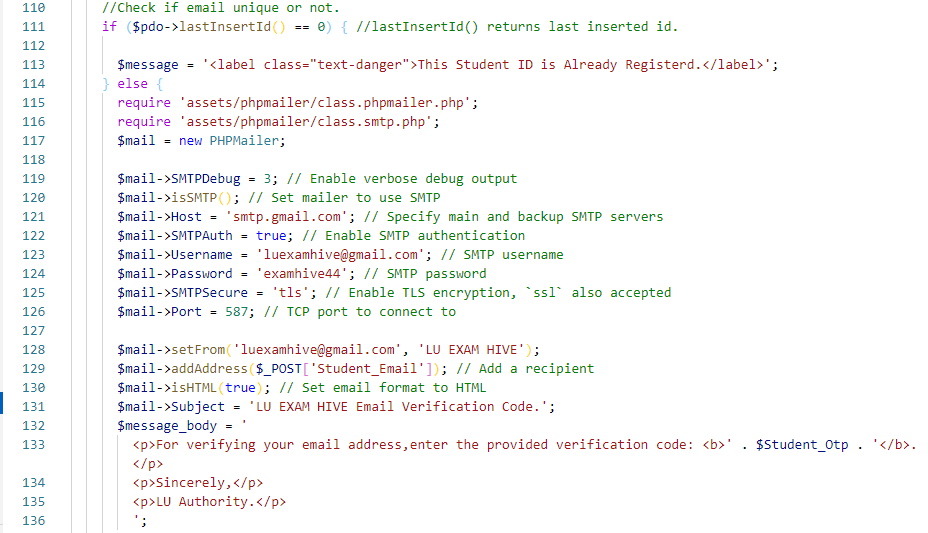 110 //Check if email unique or not.
111 if ($pdo->lastInsertId() == 0) { //lastInsertId() returns last inserted id.
112
113 $message = '<label class="text-danger">This Student ID is Already Registerd.</label>';
114 } else {
115 require 'assets/phpmailer/class.phpmailer.php';
116 require 'assets/phpmailer/class.smtp.php';
117 $mail = new PHPMailer;
118
119 $mail->SMTPDebug = 3; // Enable verbose debug output
120 $mail->isSMTP(); // Set mailer to use SMTP
121 $mail->Host = 'smtp.gmail.com'; // Specify main and backup SMTP servers
122 $mail->SMTPAuth = true; // Enable SMTP authentication
123 $mail->Username = 'luexamhive@gmail.com'; // SMTP username
124 $mail->Password = 'examhive44'; // SMTP password
125 $mail->SMTPSecure = 'tls'; // Enable TLS encryption, `ssl` also accepted
126 $mail->Port = 587; // TCP port to connect to
127
128 $mail->setFrom('luexamhive@gmail.com', 'LU EXAM HIVE');
129 $mail->addAddress($_POST['Student_Email']); // Add a recipient
130 $mail->isHTML(true); // Set email format to HTML
131 $mail->Subject = 'LU EXAM HIVE Email Verification Code.';
132 $message_body = '
133 <p>For verifying your email address,enter the provided verification code: <b>' . $Student_Otp . '</b>.
</p>
134 <p>Sincerely,</p>
135 <p>LU Authority.</p>
136 ';